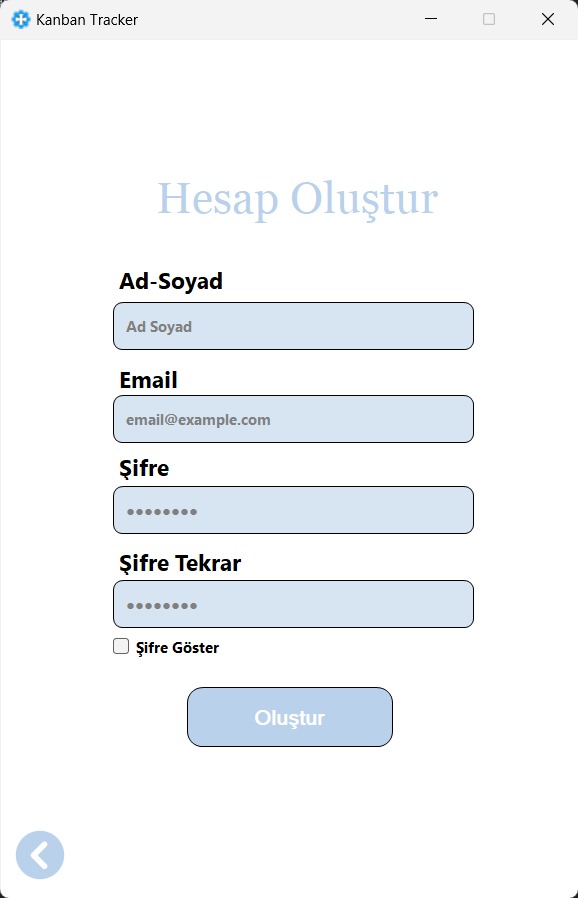 Kanban Tracker
Hesap Oluştur
Ad-Soyad
Ad Soyad
Email
email@example.com
Şifre
••••••••
Şifre Tekrar
••••••••
Şifre Göster
Oluştur